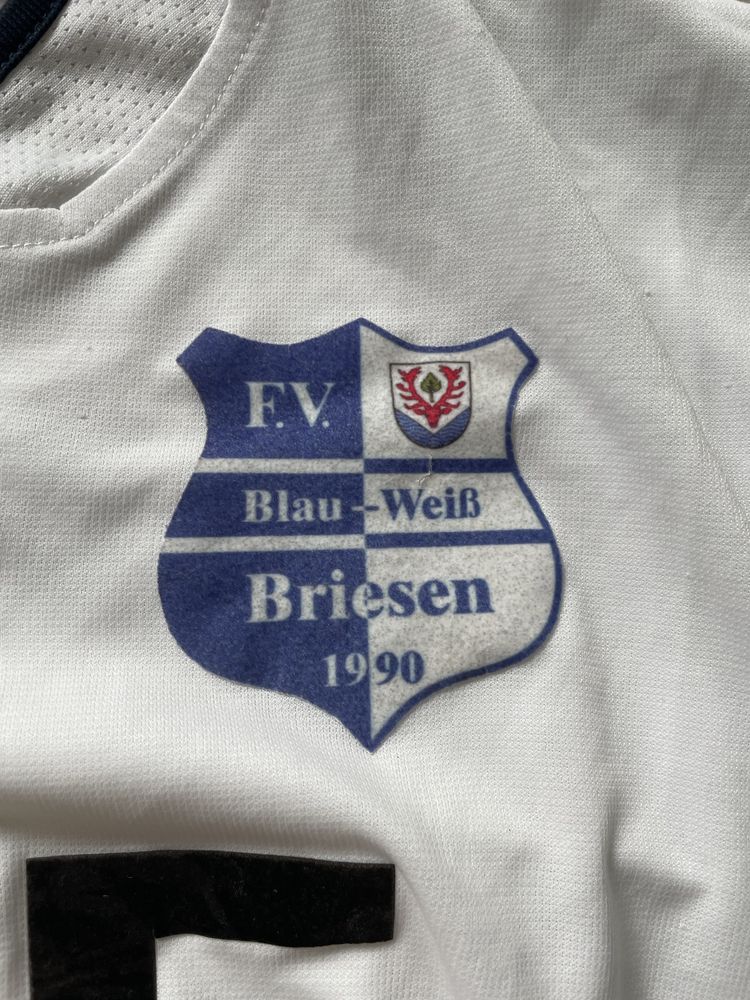 F.V.
Blau - Weiß
Briesen
1990